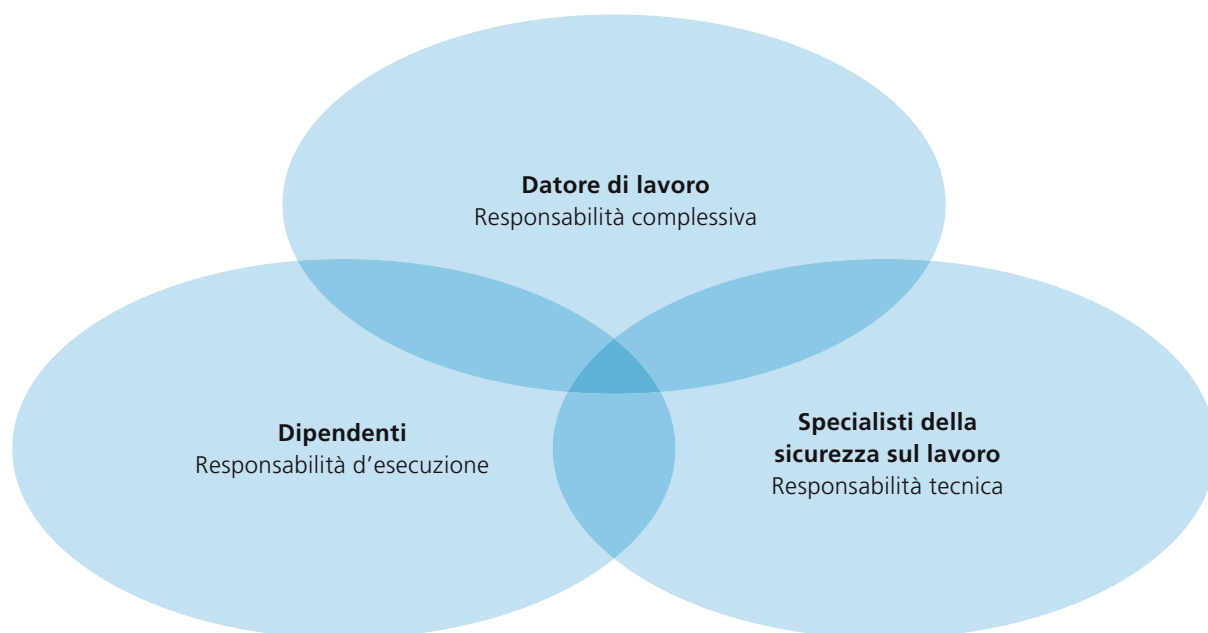 Datore di lavoro
Responsabilità complessiva
Dipendenti
Responsabilità d'esecuzione
Specialisti della
sicurezza sul lavoro
Responsabilità tecnica